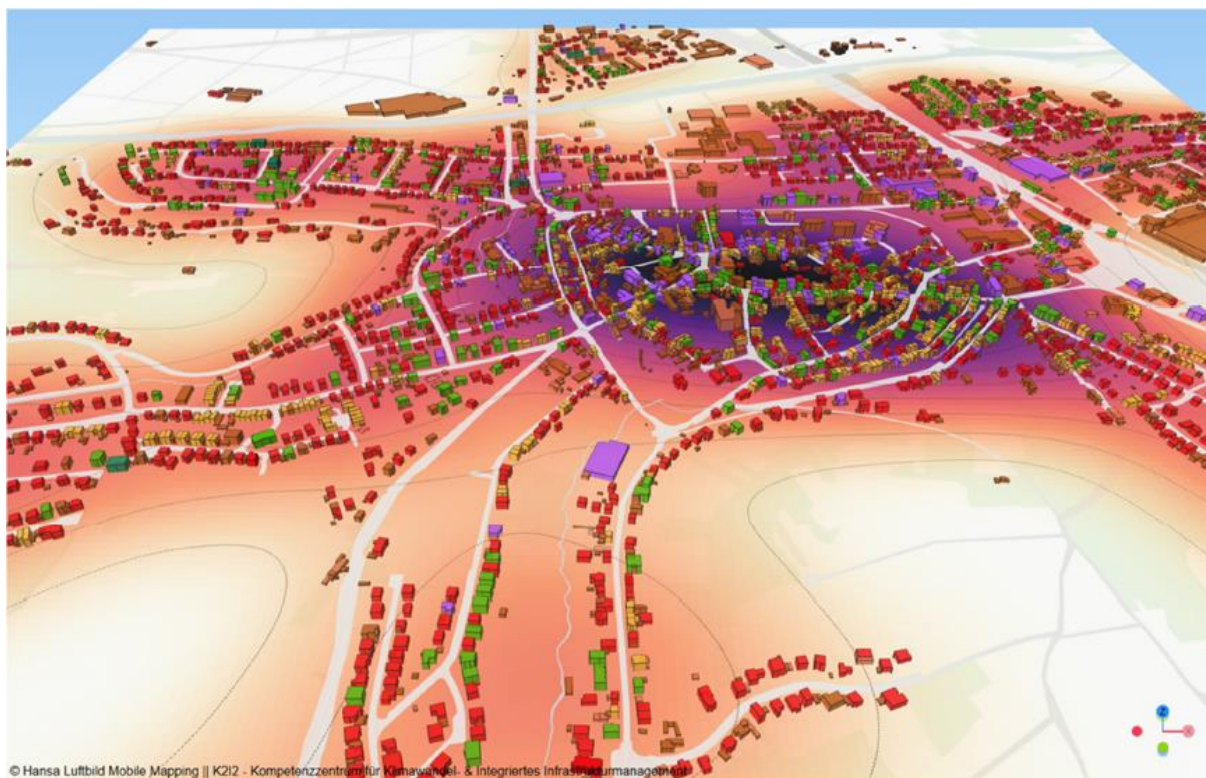 © Hansa Luftbild Mobile Mapping || K2I2 - Kompetenzzentrum für Klimawandel- & Integriertes Infrastrukturmanagement
Z
X